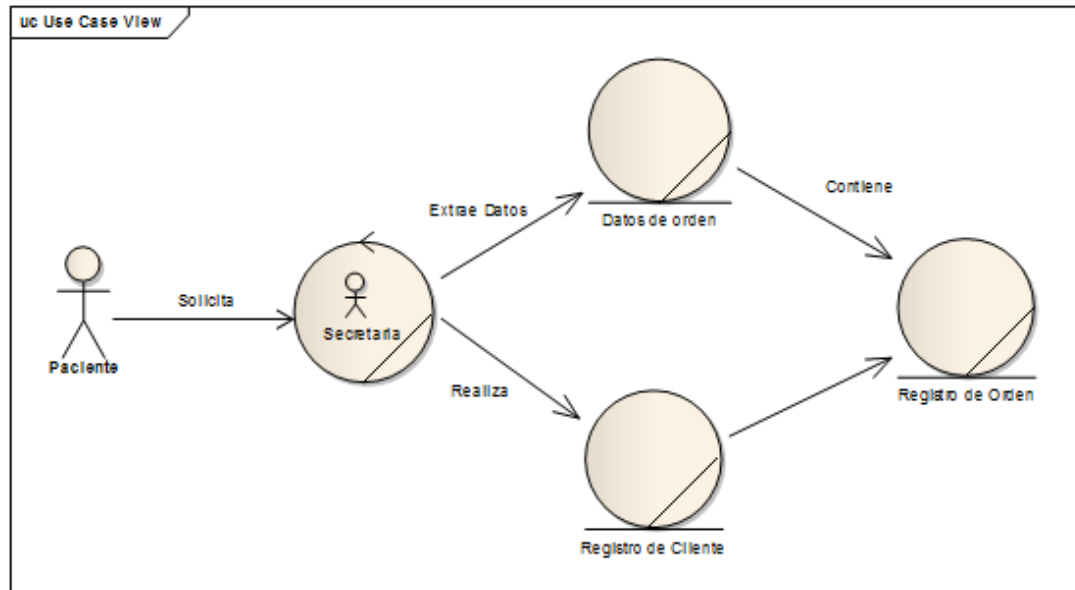 uc Use Case View
Datos de orden
Contiene
Extrae Datos
Solicita
Secretaria
Paciente
Realiza
Registro de Orden
Registro de Cliente